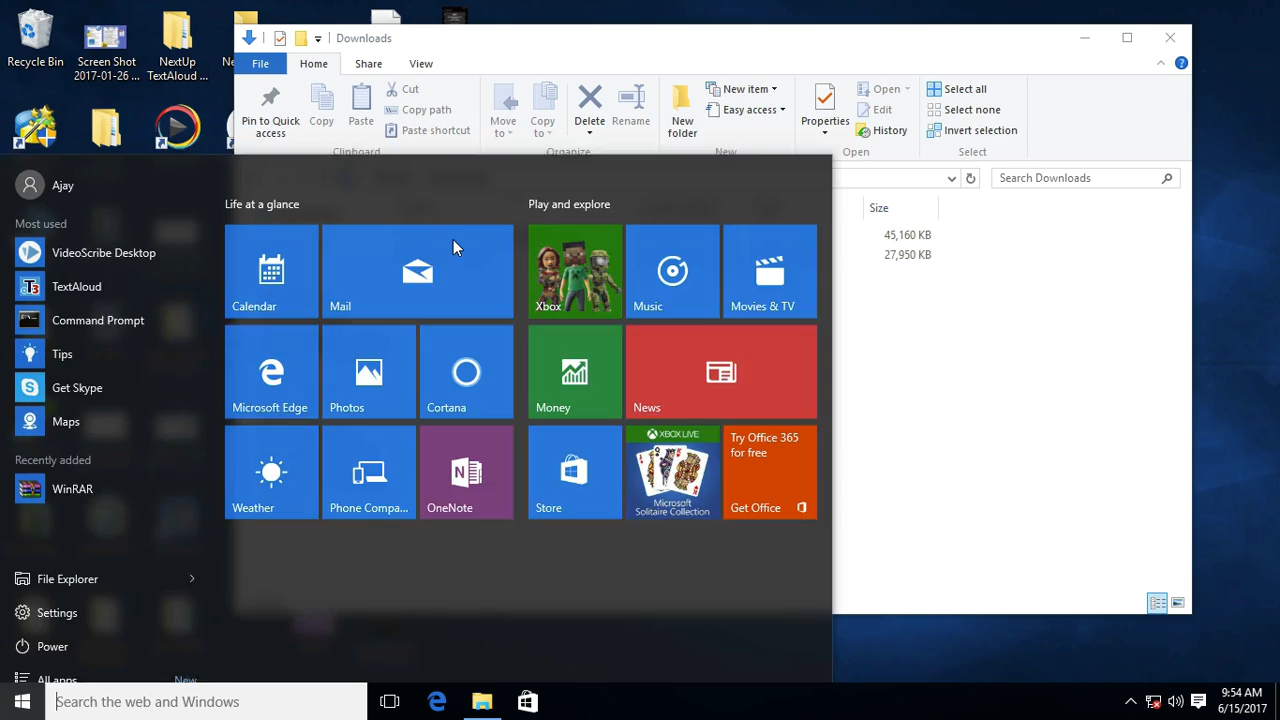 Recycle Bin
Screen Shot
2017-01-26 ...
NextUp
TextAloud ...
Downloads
File
Home
Share
View
Pin to Quick
access
Copy
Paste
Cut
Copy path
Paste shortcut
Clipboard
Move
to
Copy
to
Delete
Rename
Organize
New
folder
New item
Easy access
New
Properties
Open
Edit
History
Open
Select all
Select none
Invert selection
Select
Search Downloads
Size
45,160 KB
27,950 KB
Ajay
Most used
VideoScribe Desktop
TextAloud
Command Prompt
Tips
Get Skype
Maps
Recently added
WinRAR
File Explorer
Settings
Power
All apps
New
Life at a glance
Calendar
Mail
Microsoft Edge
Photos
Cortana
Weather
Phone Compa...
OneNote
Play and explore
Xbox
Music
Movies & TV
Money
News
Store
XBOX LIVE
Microsoft
Solitaire Collection
Try Office 365
for free
Get Office
Search the web and Windows
9:54 AM
6/15/2017